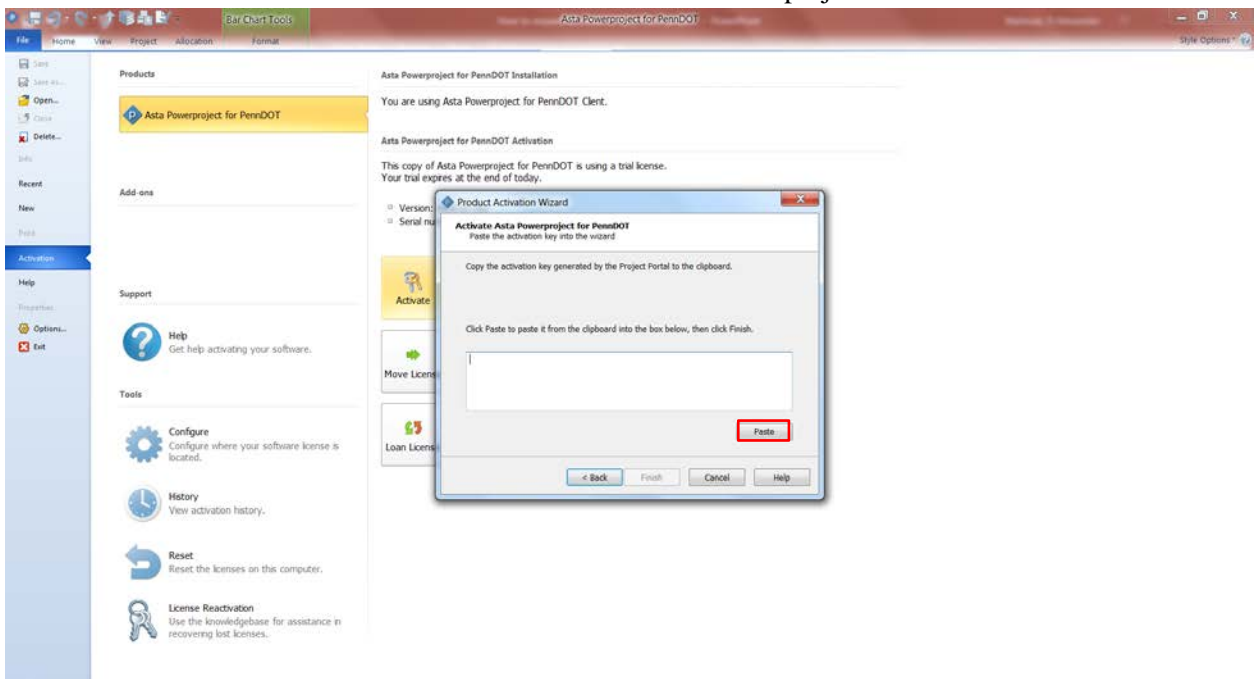 Bar Chart Tools
Asta Powerproject for PennDOT
File Home View Project Allocation Format
Style Options
Save
Save As...
Open...
Close
Delete...
Info
Recent
New
Print
Activation
Help
Properties
Options...
Exit
Products
Asta Powerproject for PennDOT
Add-ons
Support
Help
Get help activating your software.
Tools
Configure
Configure where your software license is
located.
History
View activation history.
Reset
Reset the licenses on this computer.
License Reactivation
Use the knowledgebase for assistance in
recovering lost licenses.
Asta Powerproject for PennDOT Installation
You are using Asta Powerproject for PennDOT Client.
Asta Powerproject for PennDOT Activation
This copy of Asta Powerproject for PennDOT is using a trial license.
Your trial expires at the end of today.
Version:
Serial nu
Activate
Move Licens
Loan Licens
Product Activation Wizard
Activate Asta Powerproject for PennDOT
Paste the activation key into the wizard
Copy the activation key generated by the Project Portal to the clipboard.
Click Paste to paste it from the clipboard into the box below, then click Finish.
Paste
< Back Finish Cancel Help